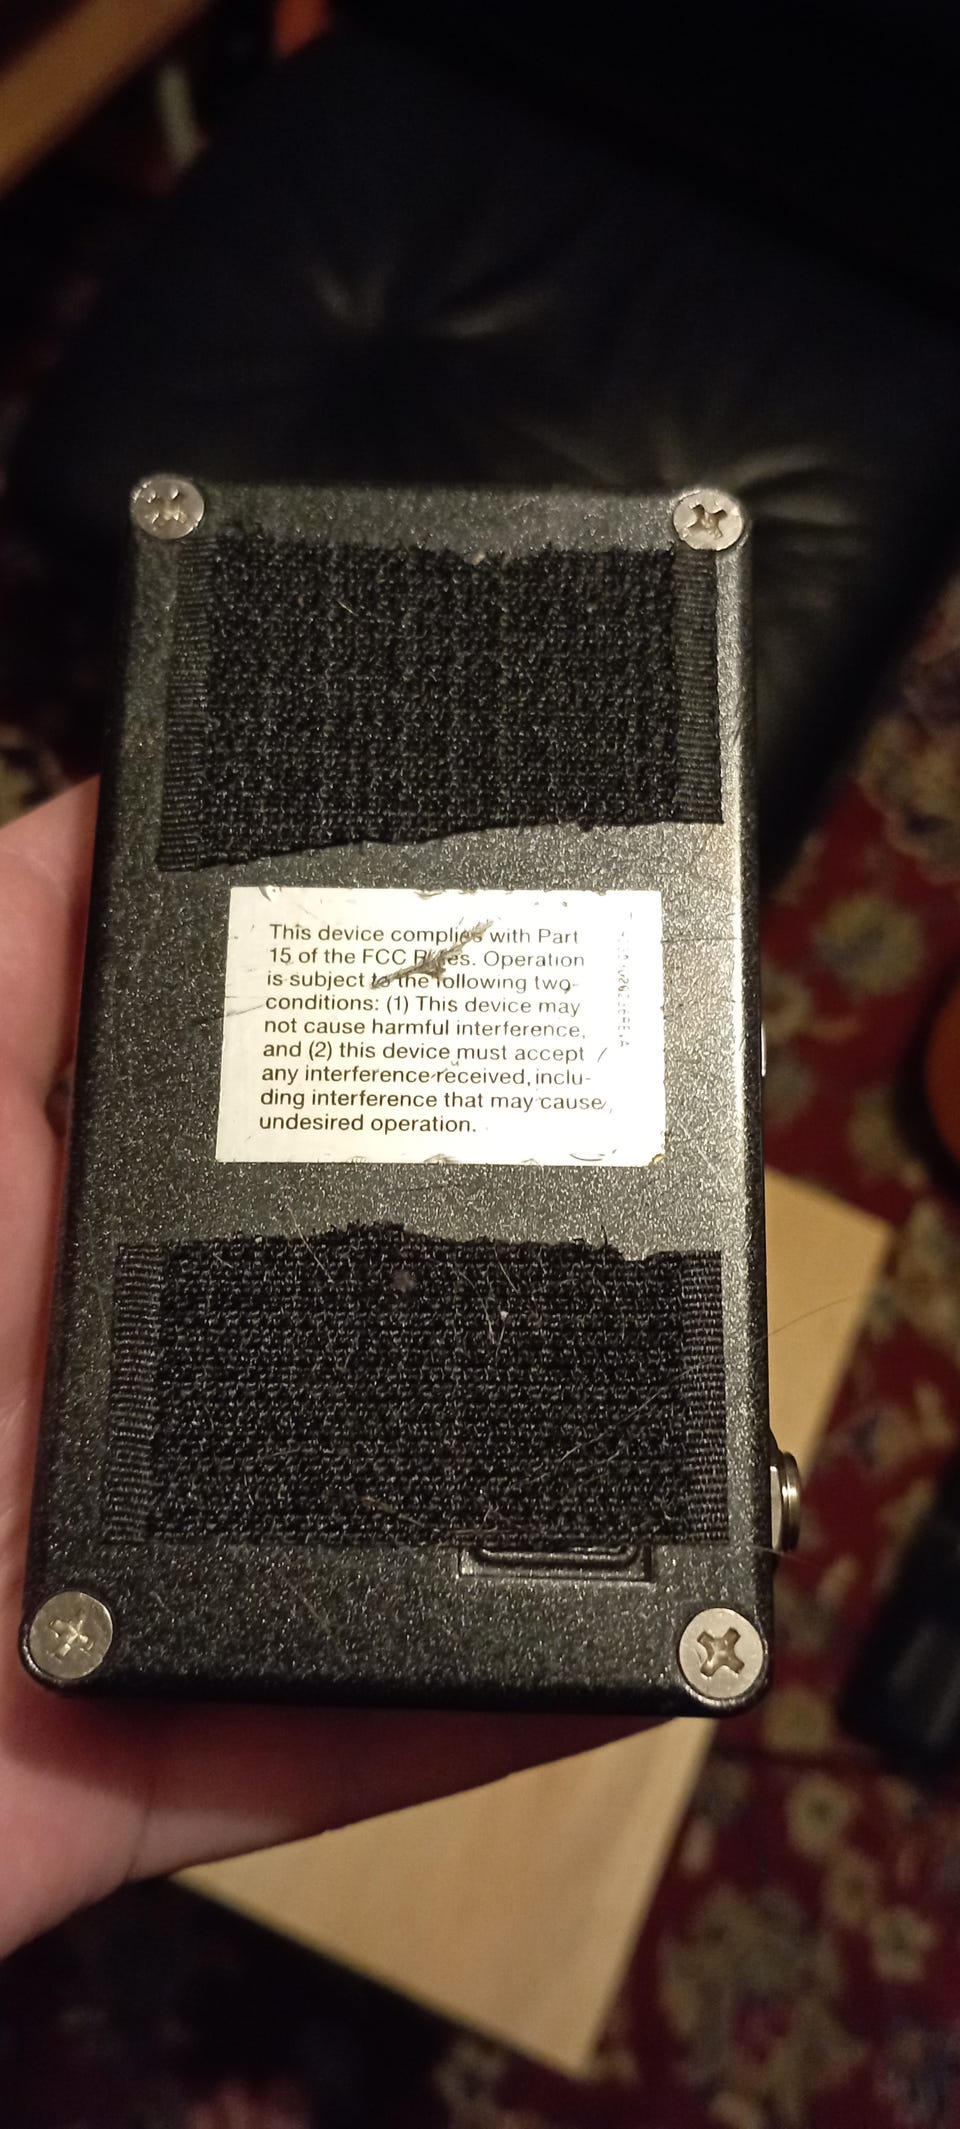 This device complies with Part
15 of the FCC Rules. Operation
is subject to the following two
conditions: (1) This device may
not cause harmful interference,
and (2) this device must accept
any interference received, inclu-
ding interference that may cause
undesired operation.